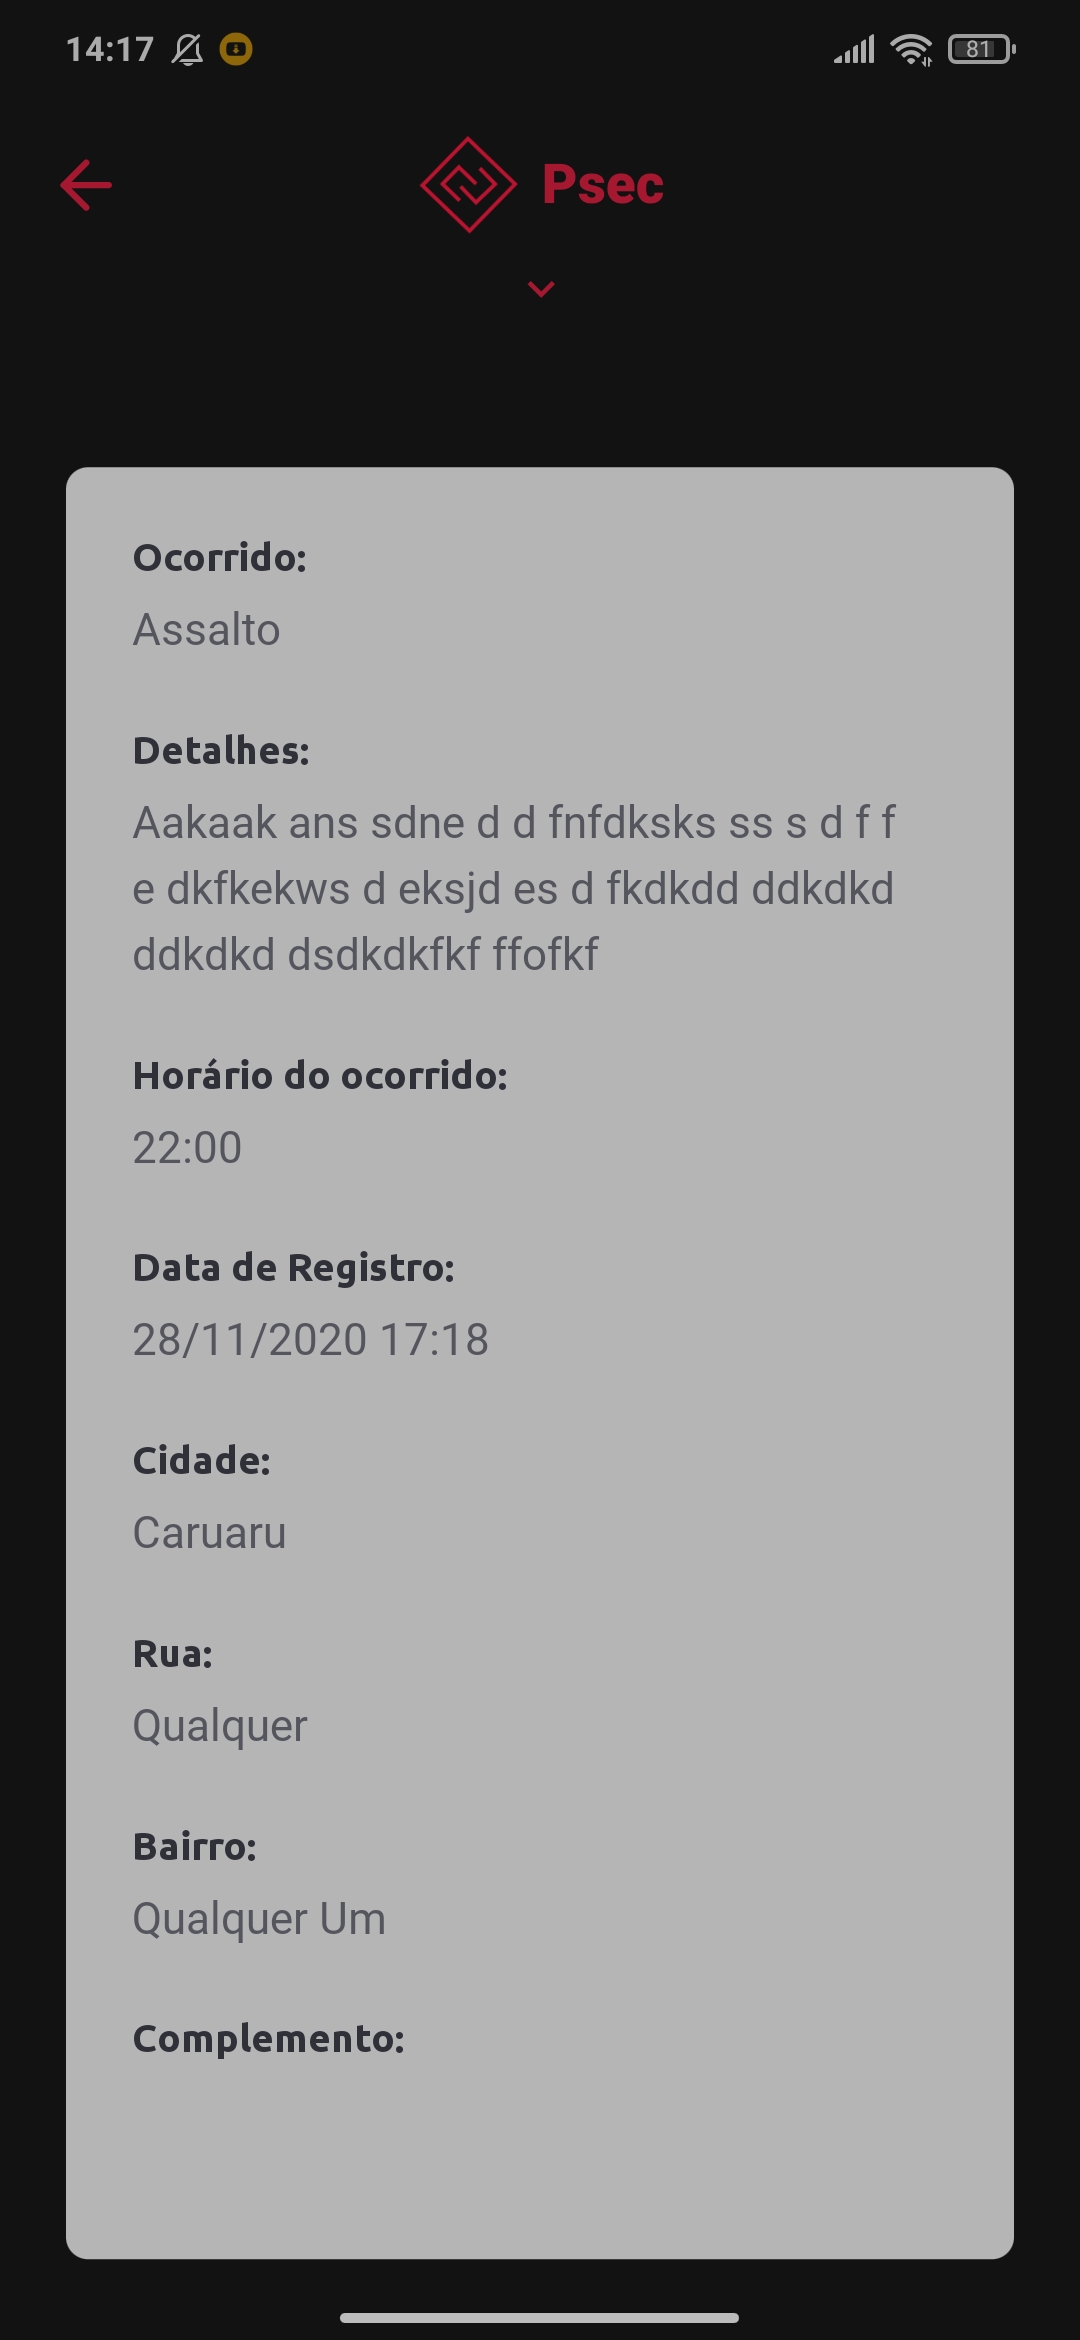 14:17
81
Psec
Ocorrido:
Assalto
Detalhes:
Aakaak ans sdne d d fnfdksks ss s d f f
e dkfkekws d eksjd es d fkdkdd ddkdkd
ddkdkd dsdkdkfkf ffofkf
Horário do ocorrido:
22:00
Data de Registro:
28/11/2020 17:18
Cidade:
Caruaru
Rua:
Qualquer
Bairro:
Qualquer Um
Complemento: